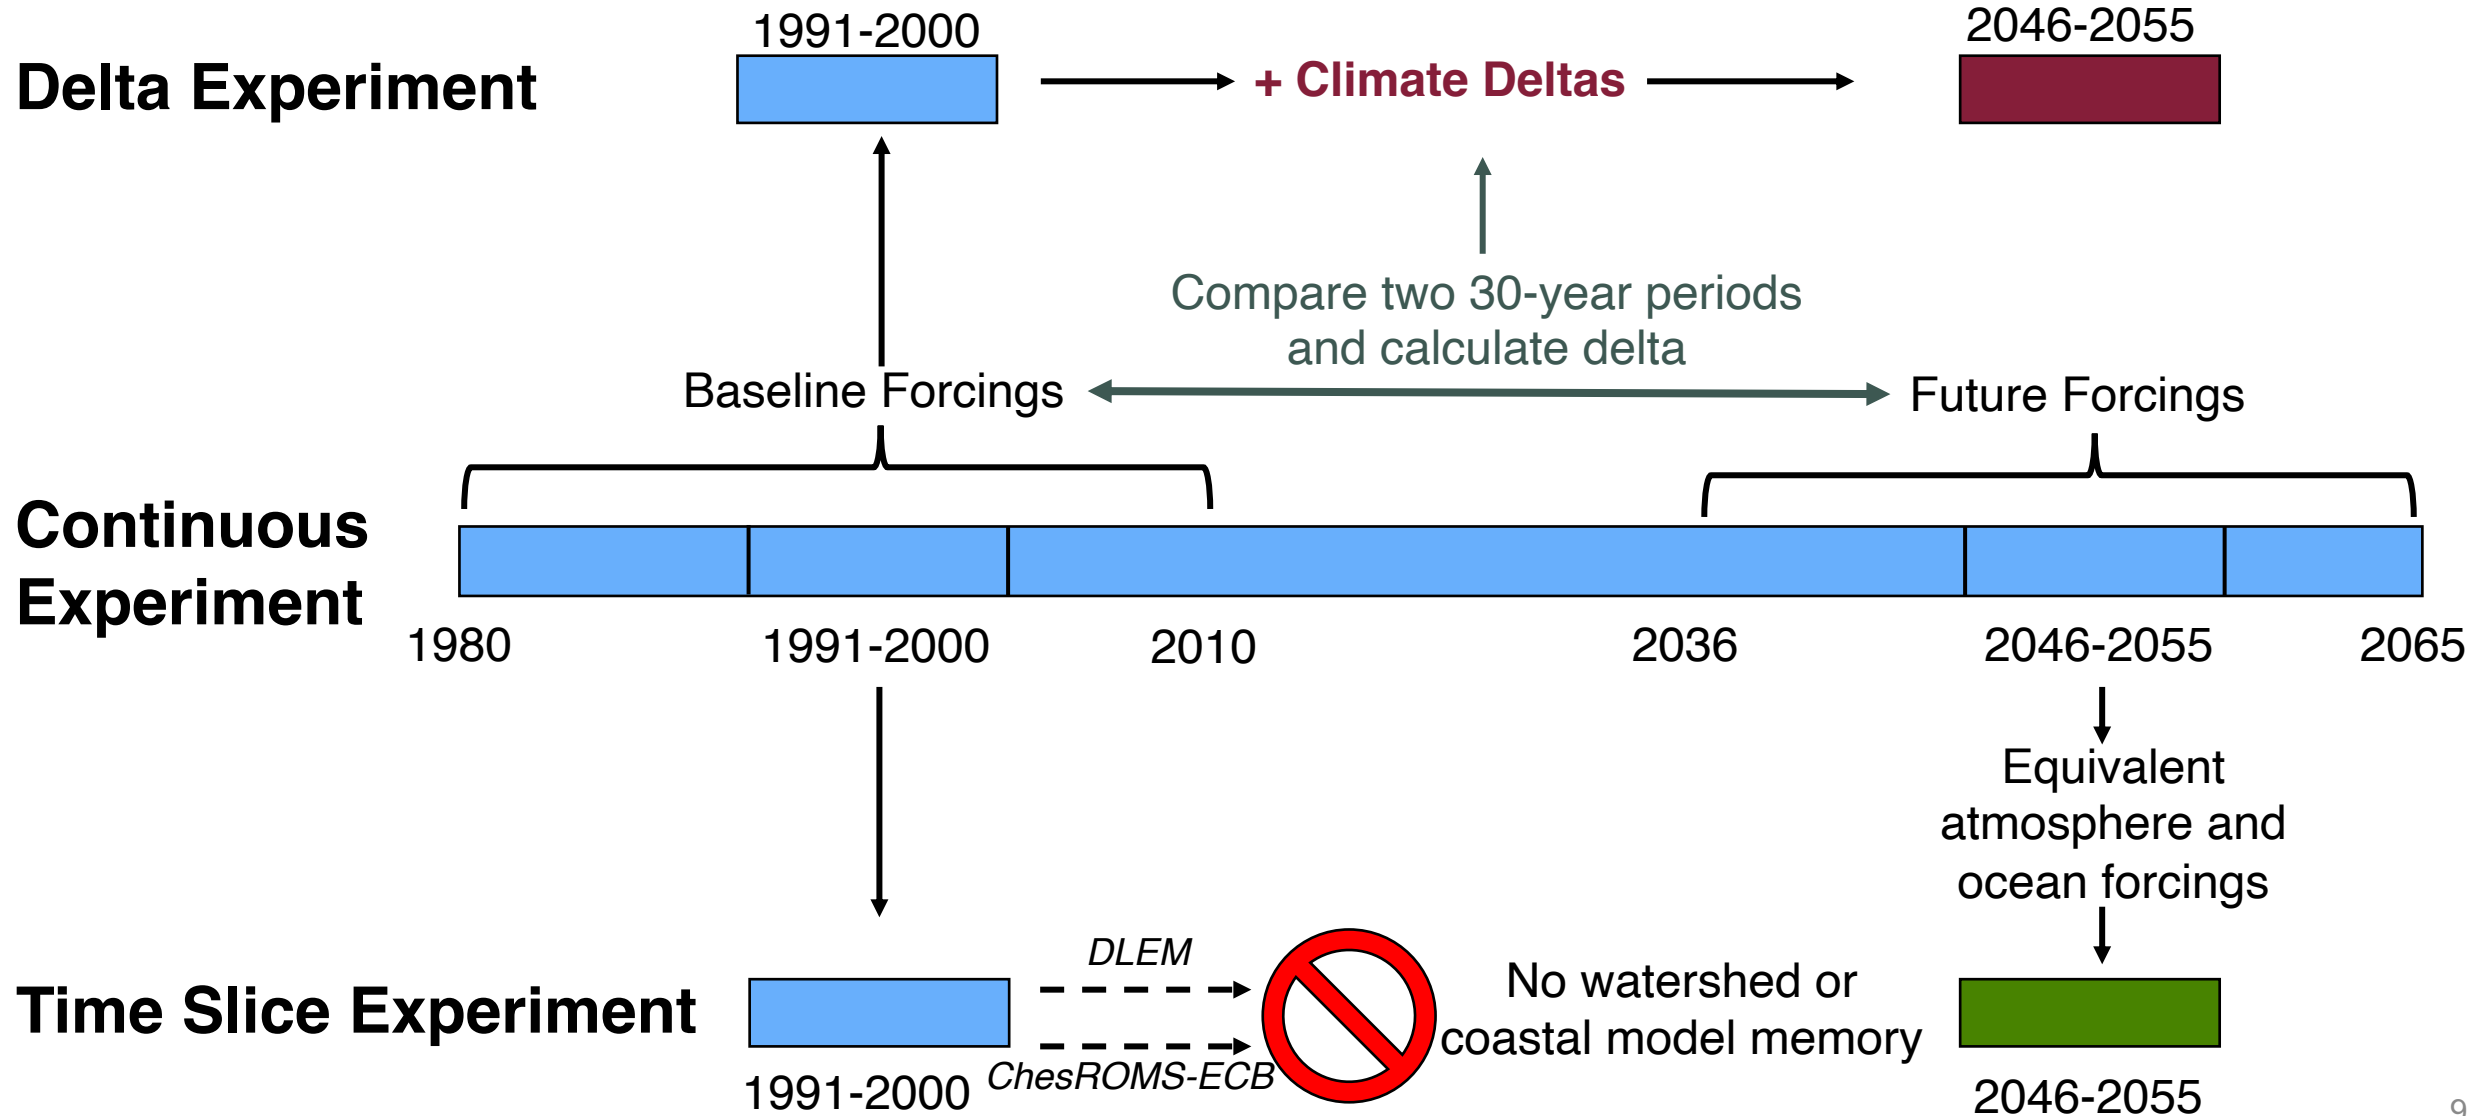 1991-2000
2046-2055
Delta Experiment
+ Climate Deltas
Compare two 30-year periods
and calculate delta
Baseline Forcings
Future Forcings
Continuous
Experiment
1980
1991-2000
2010
2036
2046-2055
2065
Equivalent
atmosphere and
ocean forcings
Time Slice Experiment
DLEM
ChesROMS-ECB
No watershed or
coastal model memory
1991-2000
2046-2055
9